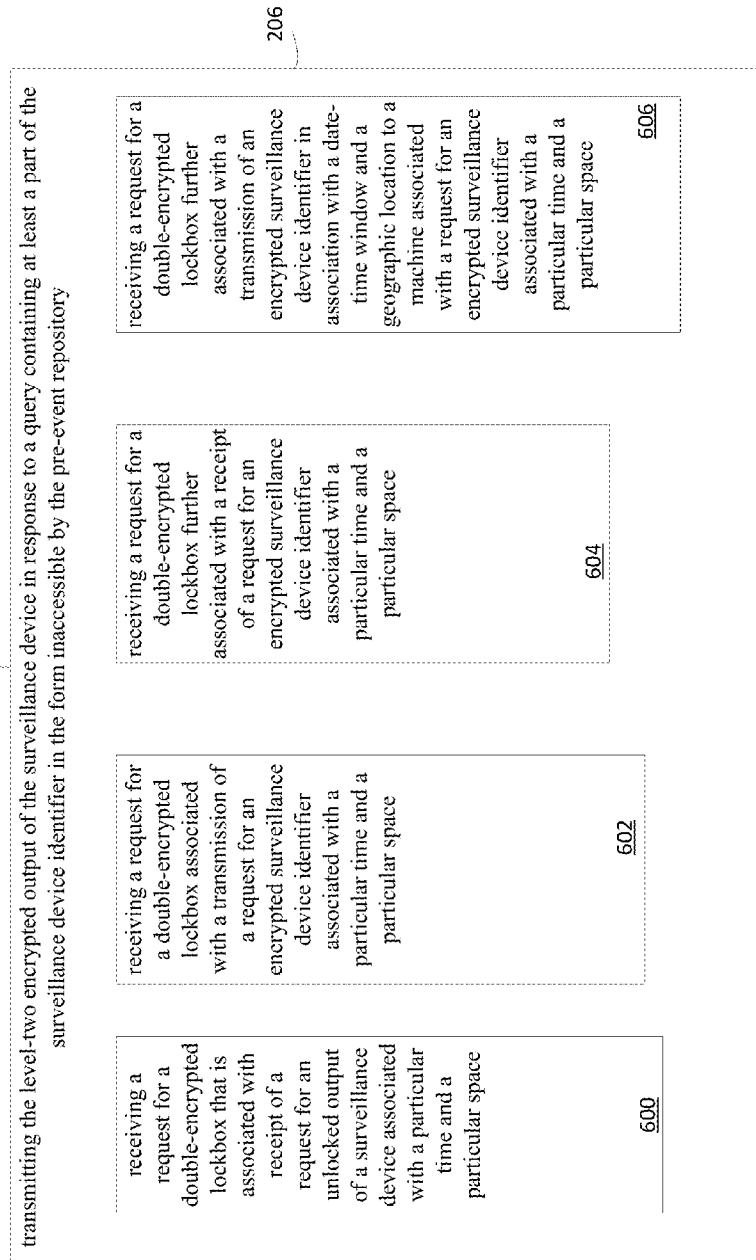 transmitting the level-two encrypted output of the surveillance device in response to a query containing at least a part of the
surveillance device identifier in the form inaccessible by the pre-event repository
206
receiving a
request for a
double-encrypted
lockbox that is
associated with
receipt of a
request for an
unlocked output
of a surveillance
device associated
with a particular
time and a
particular space
600
receiving a request for
a double-encrypted
lockbox associated
with a transmission of
a request for an
encrypted surveillance
device identifier
associated with a
particular time and a
particular space
602
receiving a request for a
double-encrypted
lockbox further
associated with a receipt
of a request for an
encrypted surveillance
device identifier
associated with a
particular time and a
particular space
604
receiving a request for a
double-encrypted
lockbox further
associated with a
transmission of an
encrypted surveillance
device identifier in
association with a date-
time window and a
geographic location to a
machine associated
with a request for an
encrypted surveillance
device identifier
associated with a
particular time and a
particular space
606